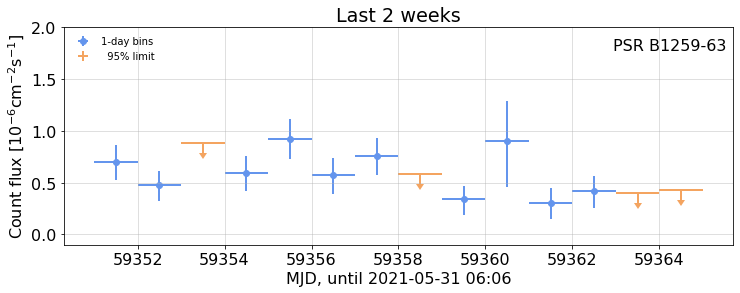 Last 2 weeks
2.0
1-day bins
PSR B1259-63
95% limit
1.5
1.0
0.5
0.0
Count flux [10⁻⁶cm⁻²s⁻¹]
59352 59354 59356 59358 59360 59362 59364
MJD, until 2021-05-31 06:06